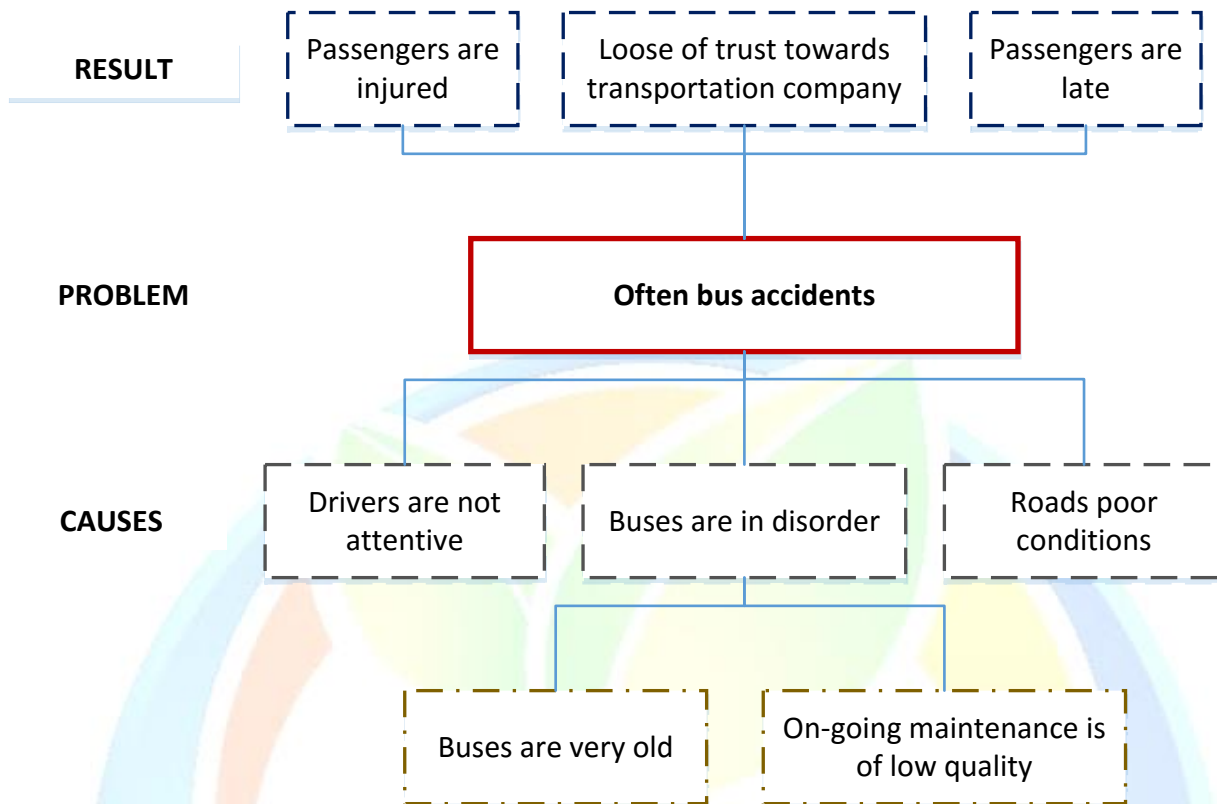 RESULT
Passengers are
injured
Loose of trust towards
transportation company
Passengers are
late
PROBLEM
Often bus accidents
CAUSES
Drivers are not
attentive
Buses are in disorder
Roads poor
conditions
Buses are very old
On-going maintenance is
of low quality